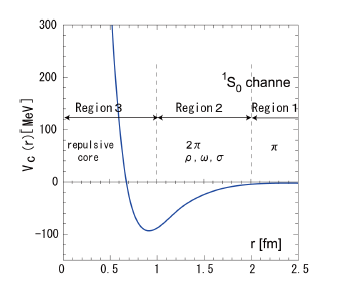 300
200
100
0
-100
V_C (r) [MeV]
¹S₀ channe
Region 3
Region 2
Region 1
repulsive
core
2π
ρ, ω, σ
π
r [fm]
0
0.5
1
1.5
2
2.5